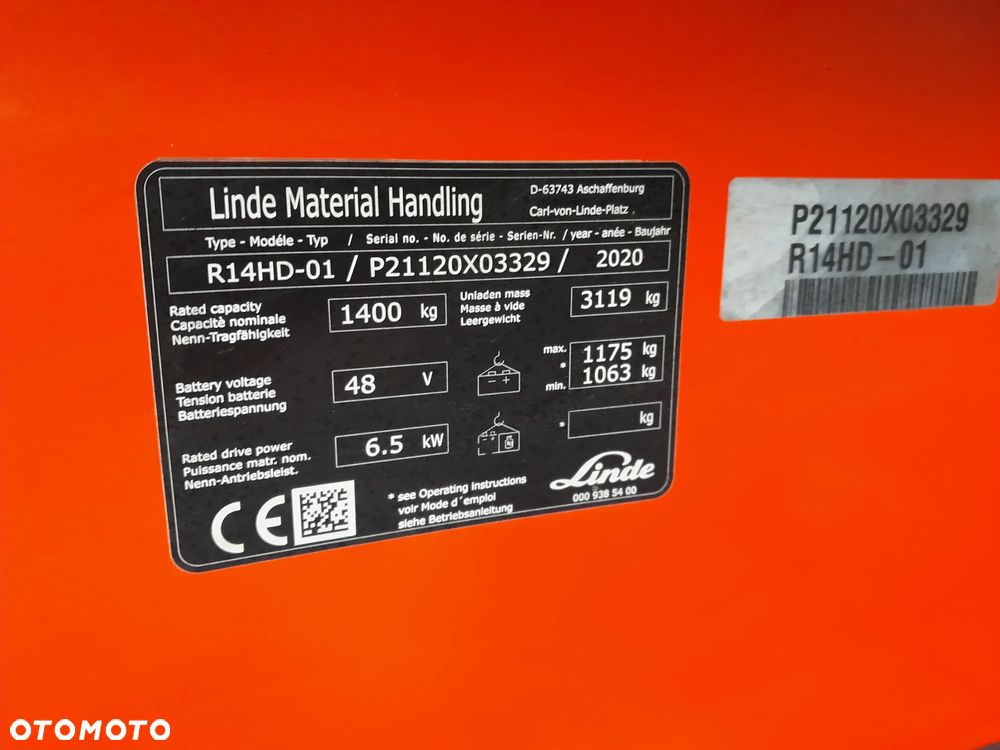 Linde Material Handling
D-63743 Aschaffenburg
Carl-von-Linde-Platz
Type - Modéle - Typ / Serial no. - No. de série - Serien-Nr. / year - anée - Baujahr
R14HD-01 / P21120X03329 / 2020
Rated capacity
Capacitè nominale
Nenn-Tragfähigkeit
1400 kg
Unladen mass
Masse à vide
Leergewicht
3119 kg
Battery voltage
Tension batterie
Batteriespannung
48 V
max. 1175 kg
*
min. 1063 kg
Rated drive power
Puissance matr. nom.
Nenn-Antriebsleist.
6.5 kW
* kg
CE
* see Operating instructions
voir Mode d´emploi
siehe Betriebsanleitung
Linde
000 938 54 00
P21120X03329
R14HD-01
OTOMOTO